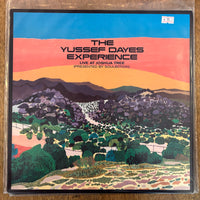 THE
YUSSEF DAYES
EXPERIENCE
LIVE AT JOSHUA TREE
(PRESENTED BY SOULECTION)